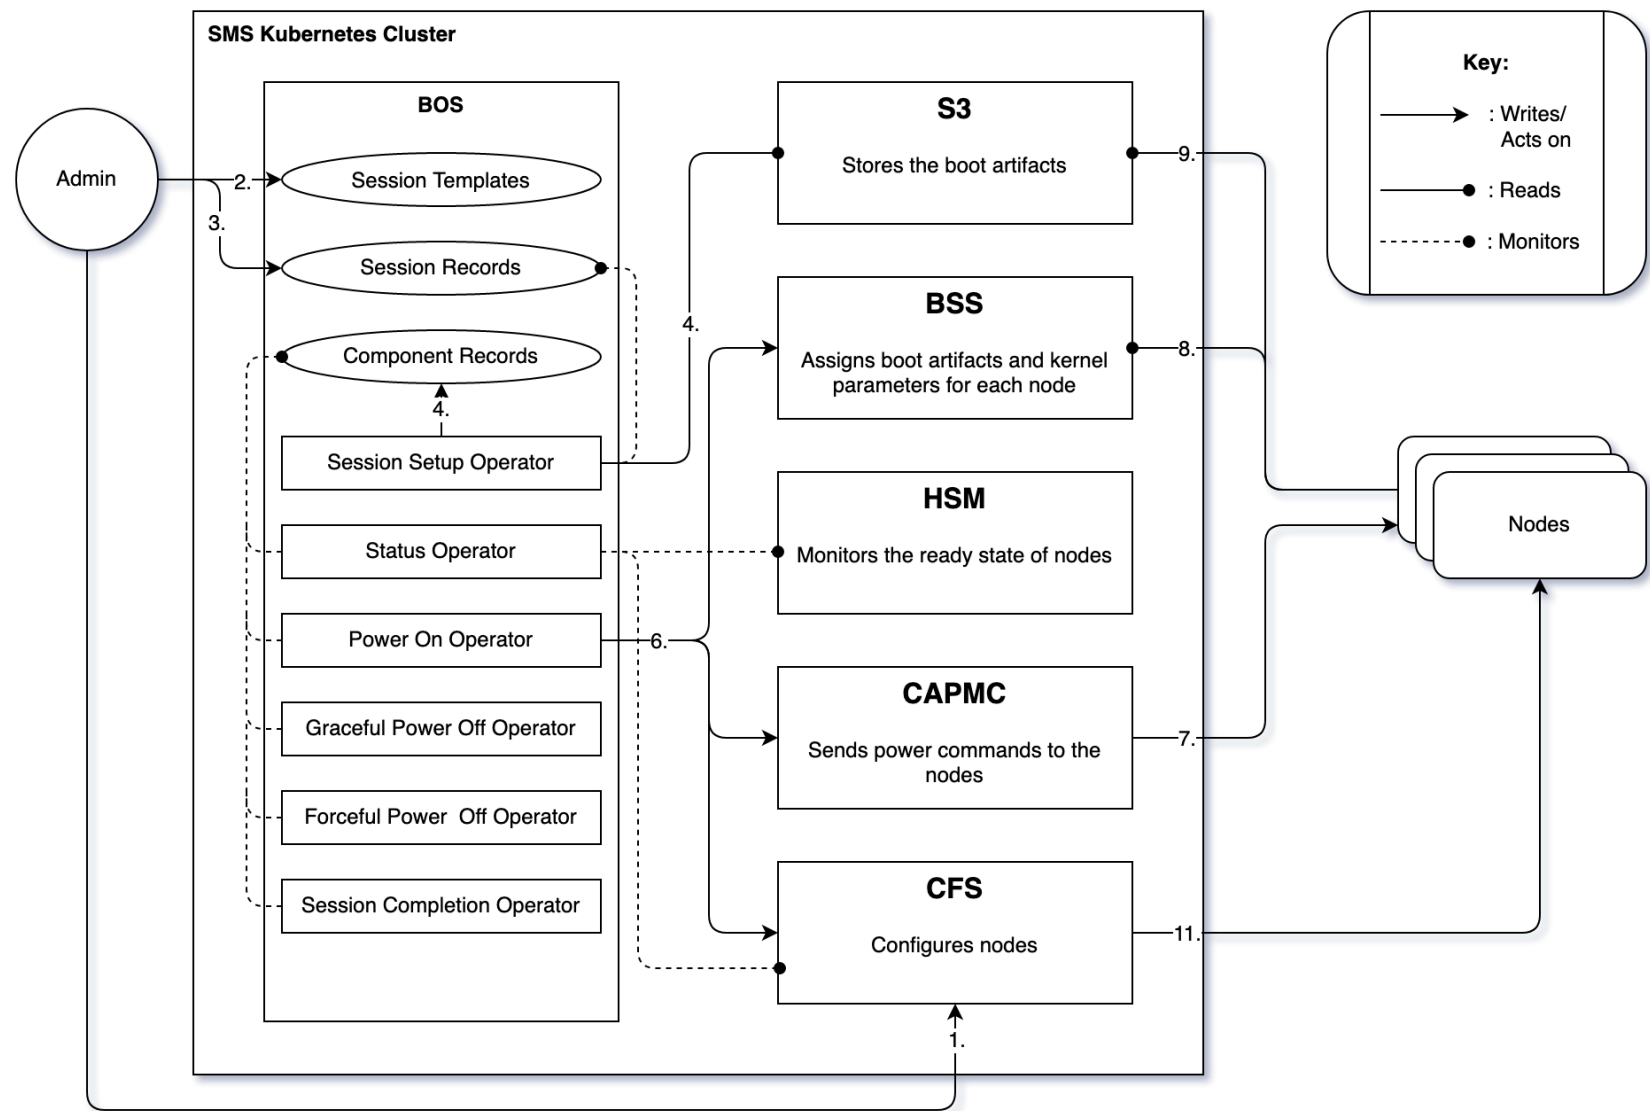 SMS Kubernetes Cluster
BOS
Admin
2.
Session Templates
3.
Session Records
Component Records
4.
Session Setup Operator
Status Operator
Power On Operator
Graceful Power Off Operator
Forceful Power  Off Operator
Session Completion Operator
4.
6.
S3
Stores the boot artifacts
BSS
Assigns boot artifacts and kernel
parameters for each node
HSM
Monitors the ready state of nodes
CAPMC
Sends power commands to the
nodes
CFS
Configures nodes
1.
9.
8.
7.
11.
Nodes
Key:
: Writes/
Acts on
: Reads
: Monitors